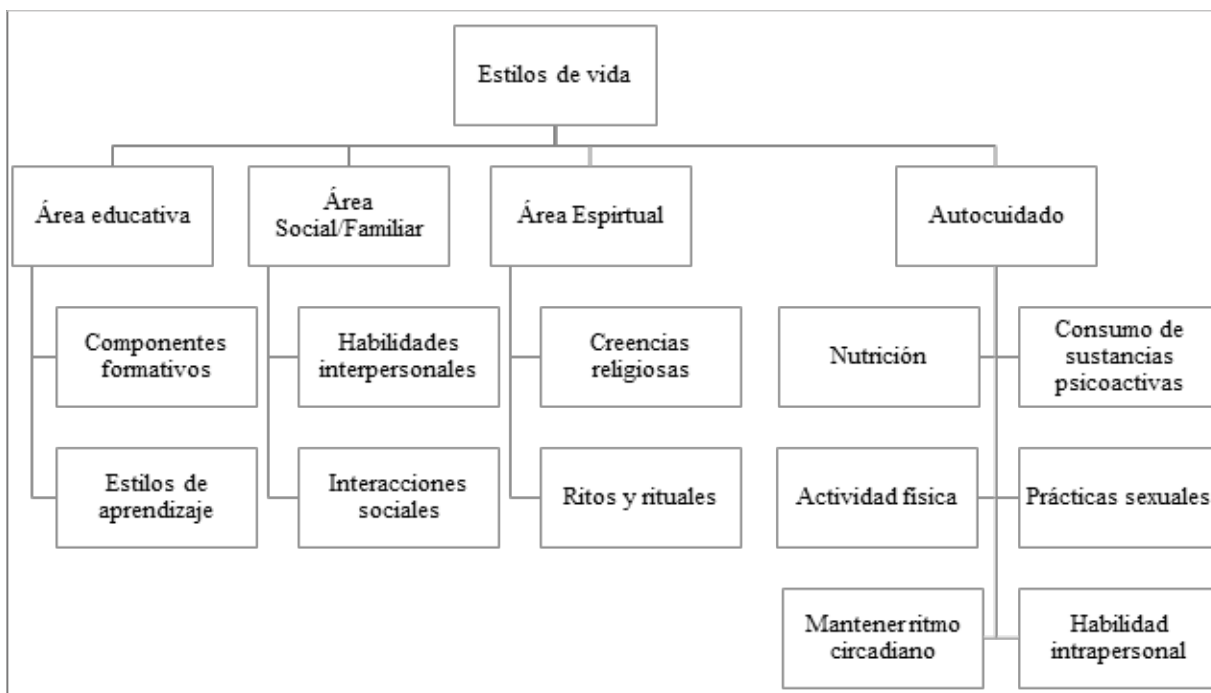 Estilos de vida
Área educativa
Área
Social/Familiar
Área Espirtual
Autocuidado
Componentes
formativos
Habilidades
interpersonales
Creencias
religiosas
Nutrición
Consumo de
sustancias
psicoactivas
Estilos de
aprendizaje
Interacciones
sociales
Ritos y rituales
Actividad física
Prácticas sexuales
Mantener ritmo
circadiano
Habilidad
intrapersonal